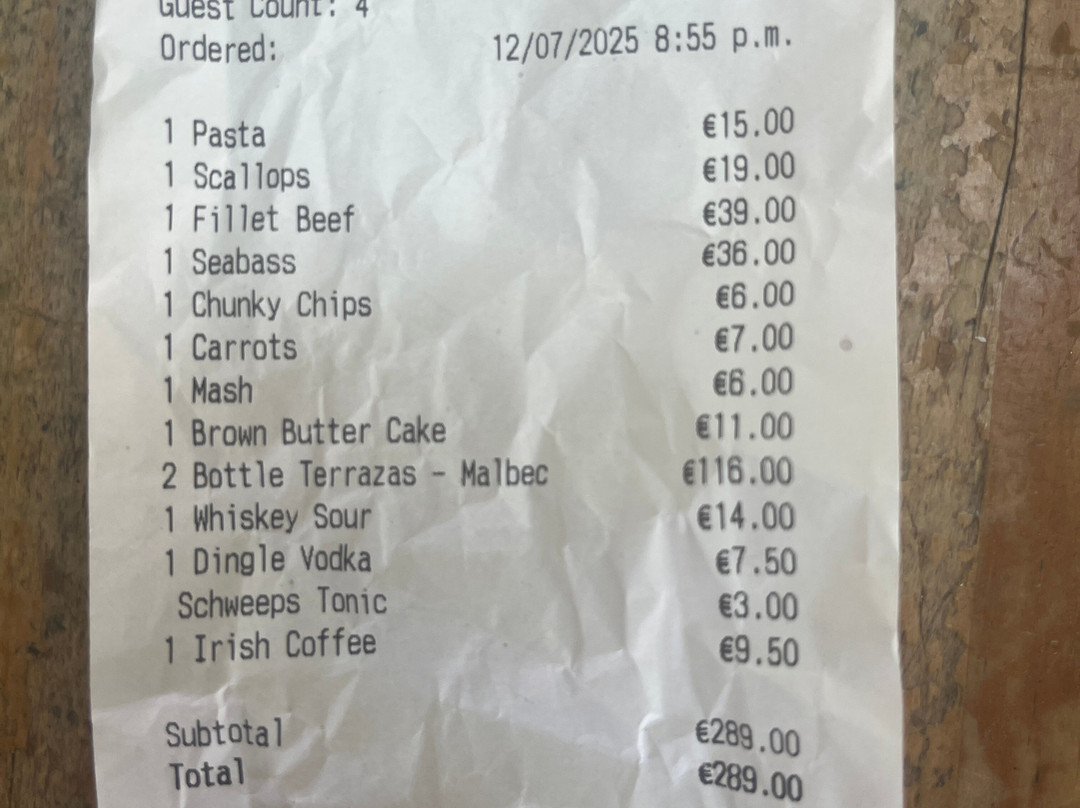 Guest Count: 4
Ordered: 12/07/2025 8:55 p.m.
1 Pasta €15.00
1 Scallops €19.00
1 Fillet Beef €39.00
1 Seabass €36.00
1 Chunky Chips €6.00
1 Carrots €7.00
1 Mash €6.00
1 Brown Butter Cake €11.00
2 Bottle Terrazas - Malbec €116.00
1 Whiskey Sour €14.00
1 Dingle Vodka €7.50
Schweeps Tonic €3.00
1 Irish Coffee €9.50
Subtotal €289.00
Total €289.00